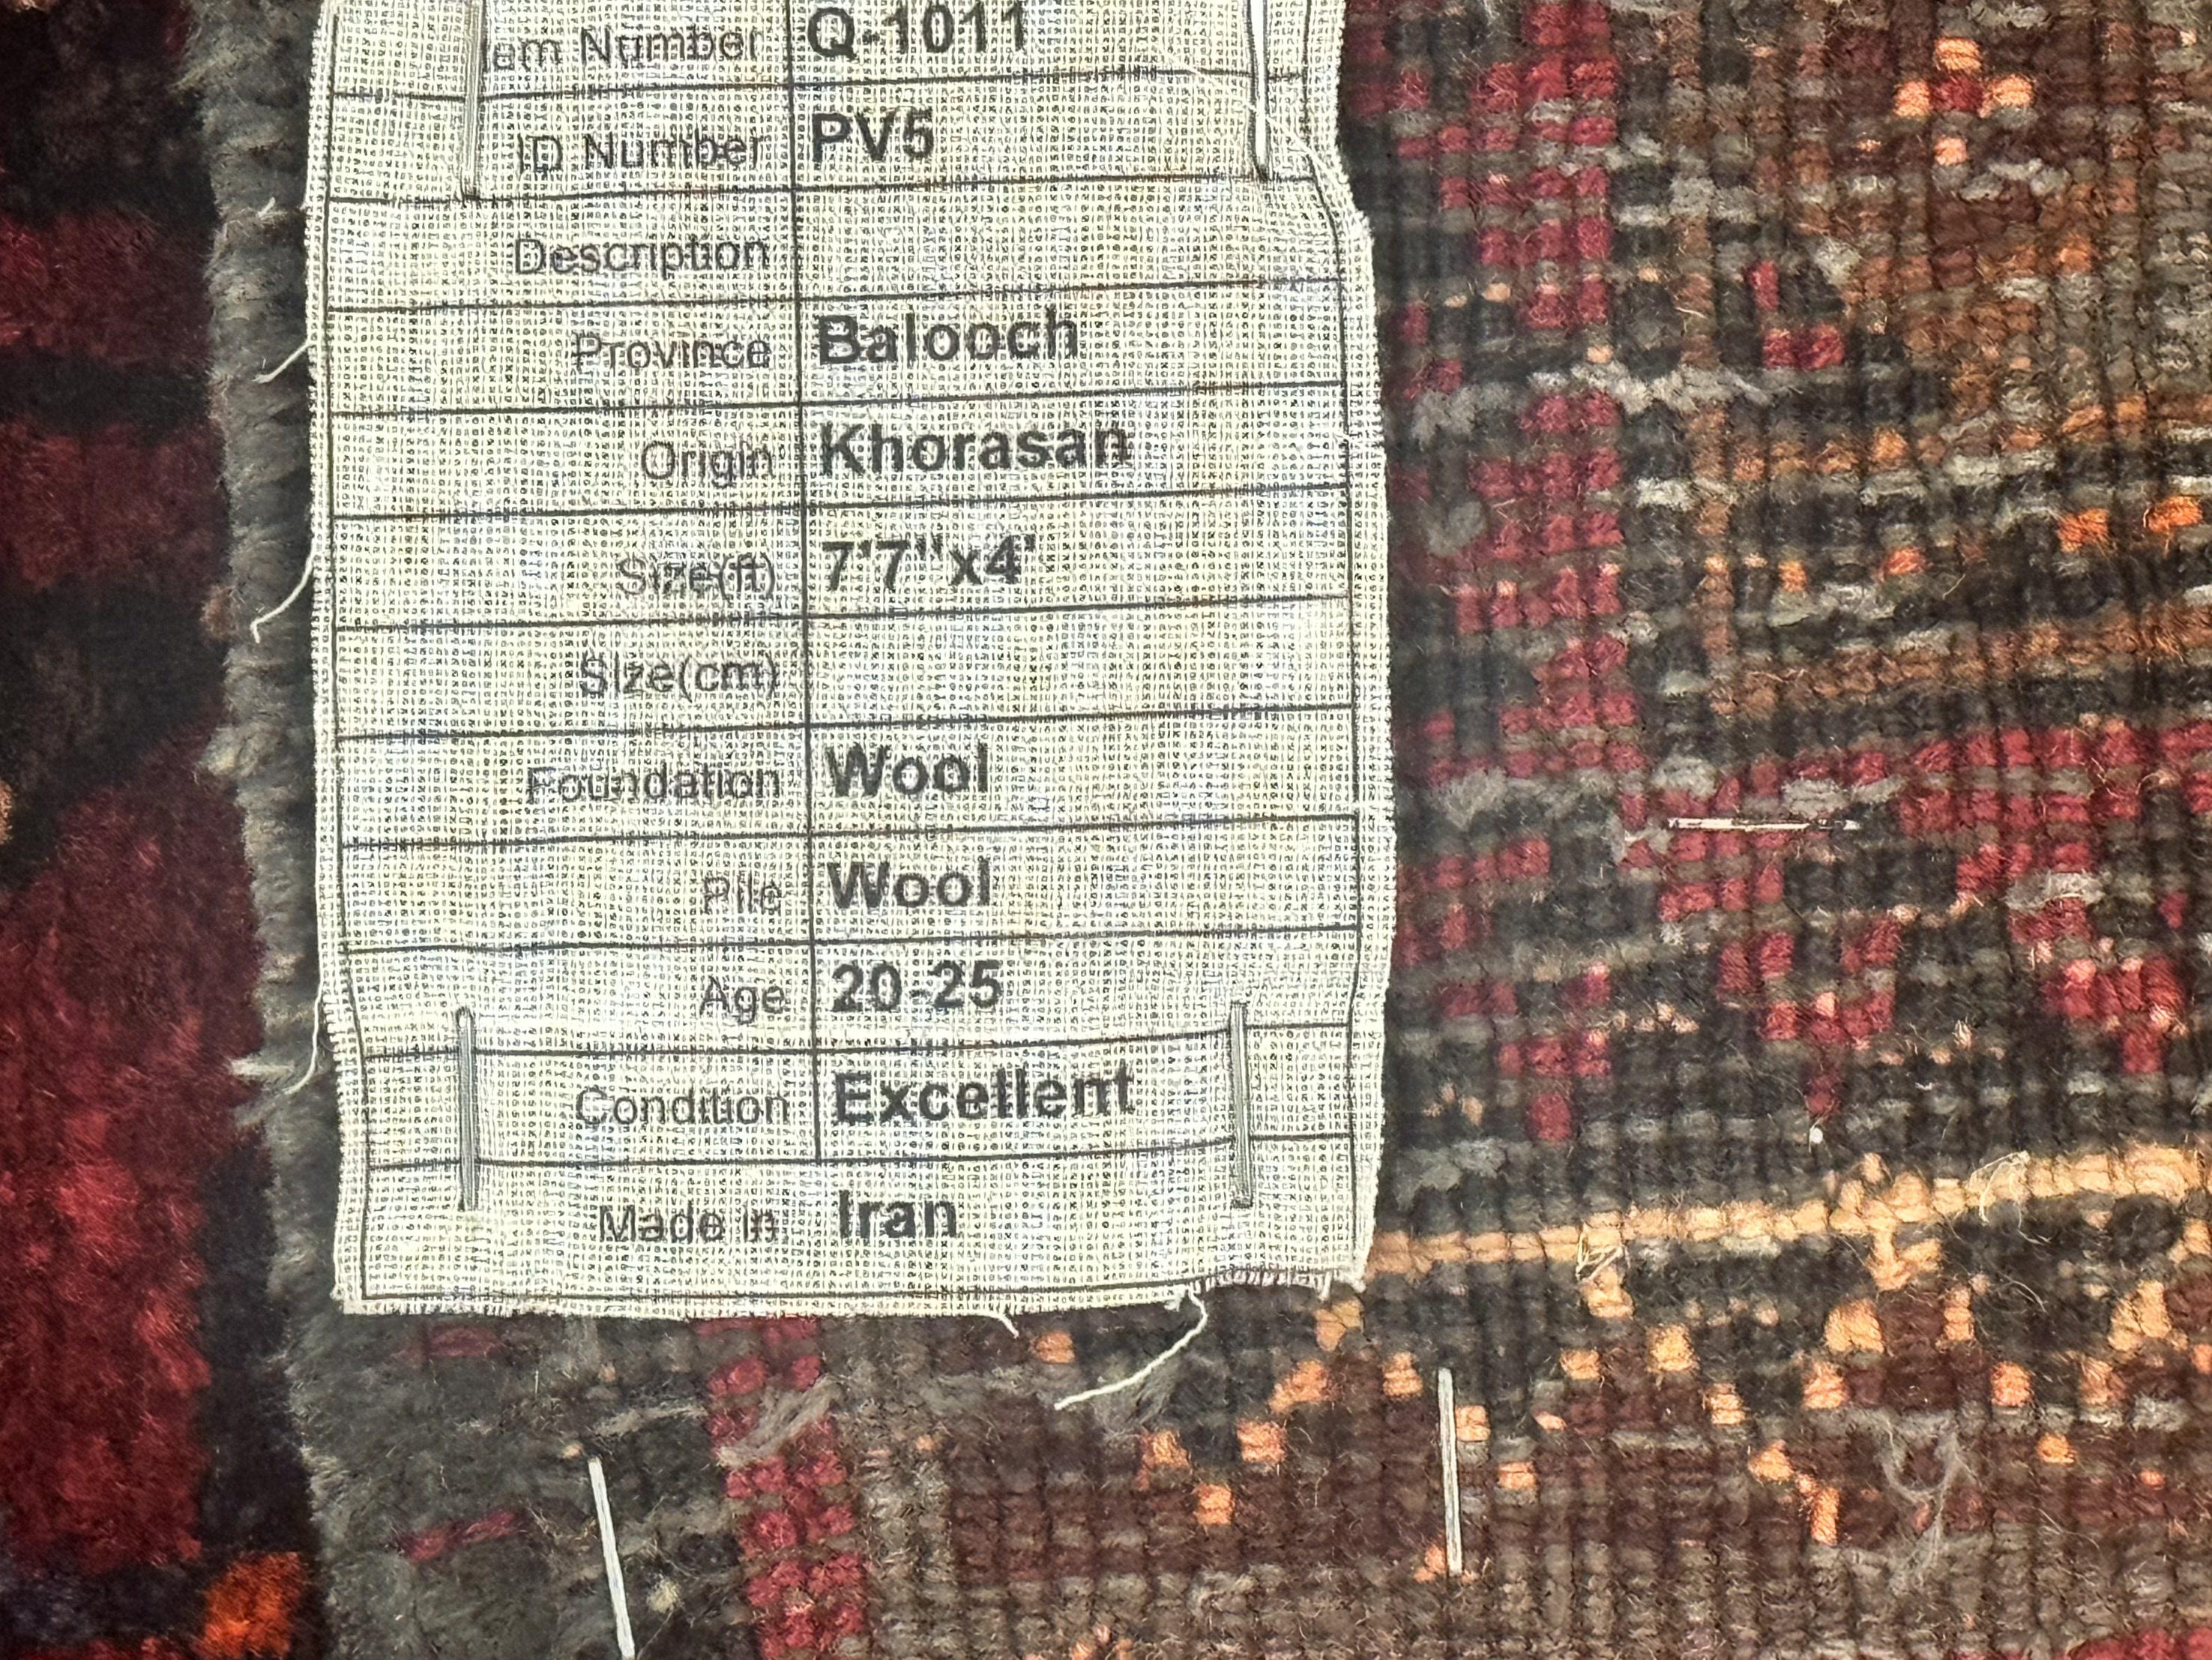 em Number Q-1011
ID Number PV5
Description
Province Balooch
Origin Khorasan
Size(ft) 7'7"x4'
Size(cm)
Foundation Wool
Pile Wool
Age 20-25
Condition Excellent
Made in Iran